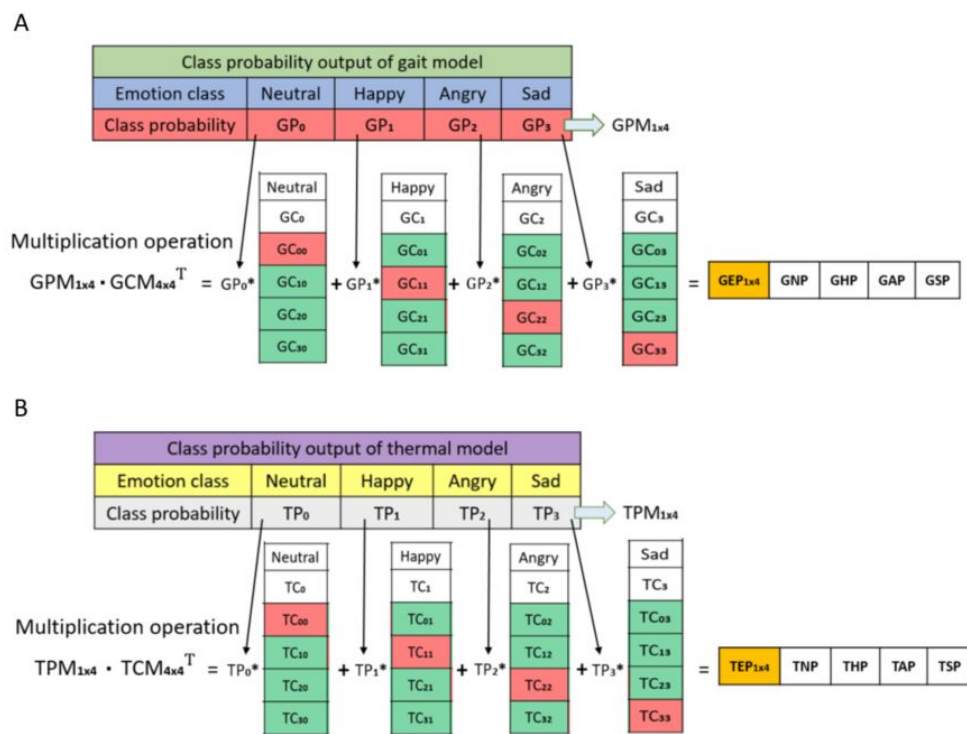 A
Class probability output of gait model
Emotion class Neutral Happy Angry Sad
Class probability GP₀ GP₁ GP₂ GP₃ GPM₁ₓ₄
Neutral Happy Angry Sad
GC₀ GC₁ GC₂ GC₃
Multiplication operation GC₀₀ GC₀₁ GC₀₂ GC₀₃
GPM₁ₓ₄ · GCM₄ₓ₄ᵀ = GP₀* GC₁₀ + GP₁* GC₁₁ + GP₂* GC₁₂ + GP₃* GC₁₃ = GEP₁ₓ₄ GNP GHP GAP GSP
GC₂₀ GC₂₁ GC₂₂ GC₂₃
GC₃₀ GC₃₁ GC₃₂ GC₃₃
B
Class probability output of thermal model
Emotion class Neutral Happy Angry Sad
Class probability TP₀ TP₁ TP₂ TP₃ TPM₁ₓ₄
Neutral Happy Angry Sad
TC₀ TC₁ TC₂ TC₃
Multiplication operation TC₀₀ TC₀₁ TC₀₂ TC₀₃
TC₁₀ TC₁₁ TC₁₂ TC₁₃
TPM₁ₓ₄ · TCM₄ₓ₄ᵀ = TP₀* TC₂₀ + TP₁* TC₂₁ + TP₂* TC₂₂ + TP₃* TC₂₃ = TEP₁ₓ₄ TNP THP TAP TSP
TC₃₀ TC₃₁ TC₃₂ TC₃₃